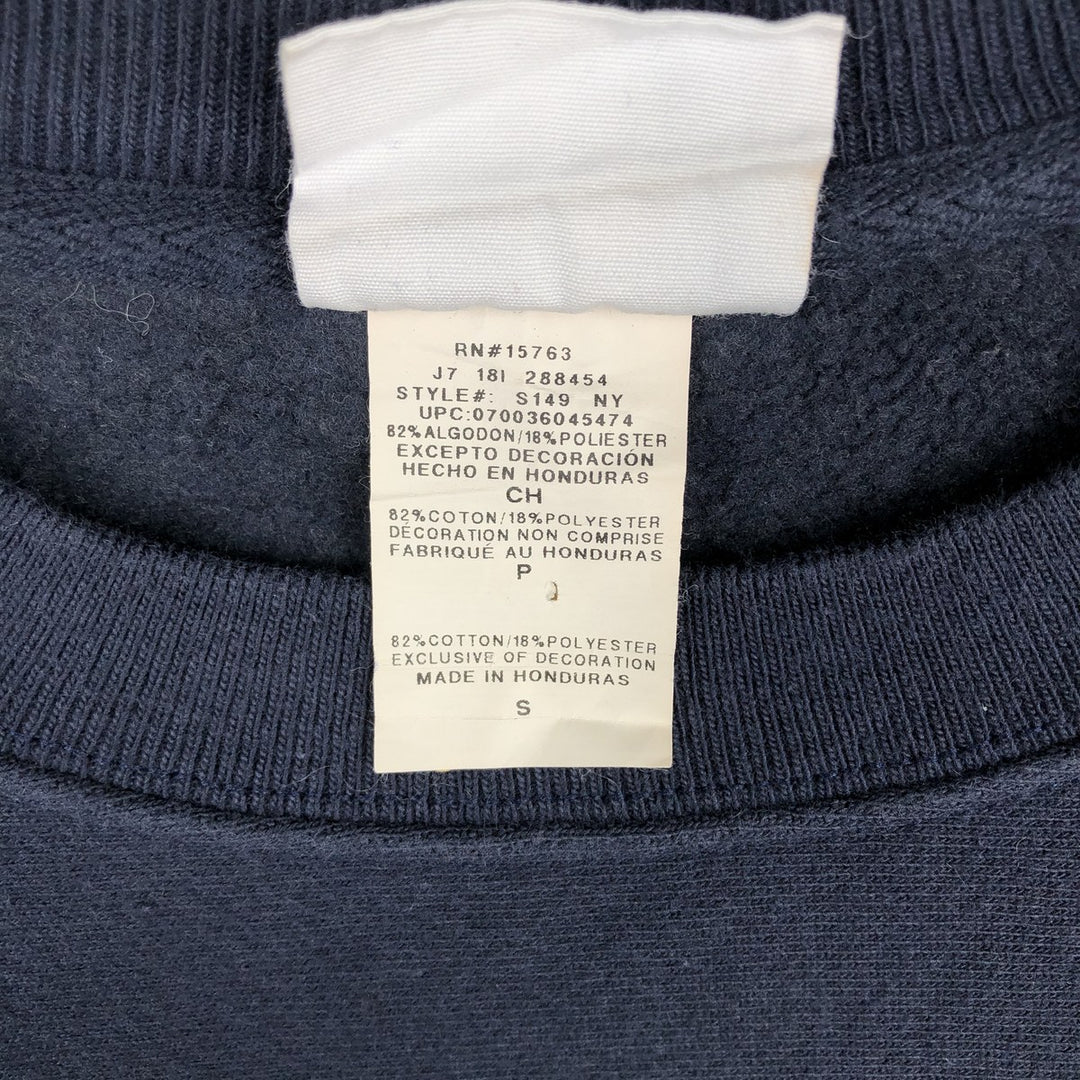 RN#15763
J7 18I 288454
STYLE#: S149 NY
UPC:070036045474
82%ALGODON/18%POLIESTER
EXCEPTO DECORACIÓN
HECHO EN HONDURAS
CH
82%COTON/18%POLYESTER
DÉCORATION NON COMPRISE
FABRIQUÉ AU HONDURAS
P
82%COTTON/18%POLYESTER
EXCLUSIVE OF DECORATION
MADE IN HONDURAS
S